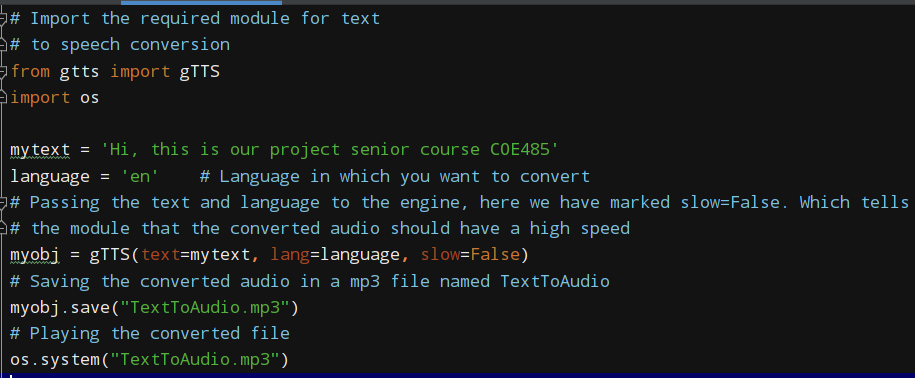 # Import the required module for text
# to speech conversion
from gtts import gTTS
import os
mytext = 'Hi, this is our project senior course COE485'
language = 'en'    # Language in which you want to convert
# Passing the text and language to the engine, here we have marked slow=False. Which tells
# the module that the converted audio should have a high speed
myobj = gTTS(text=mytext, lang=language, slow=False)
# Saving the converted audio in a mp3 file named TextToAudio
myobj.save("TextToAudio.mp3")
# Playing the converted file
os.system("TextToAudio.mp3")